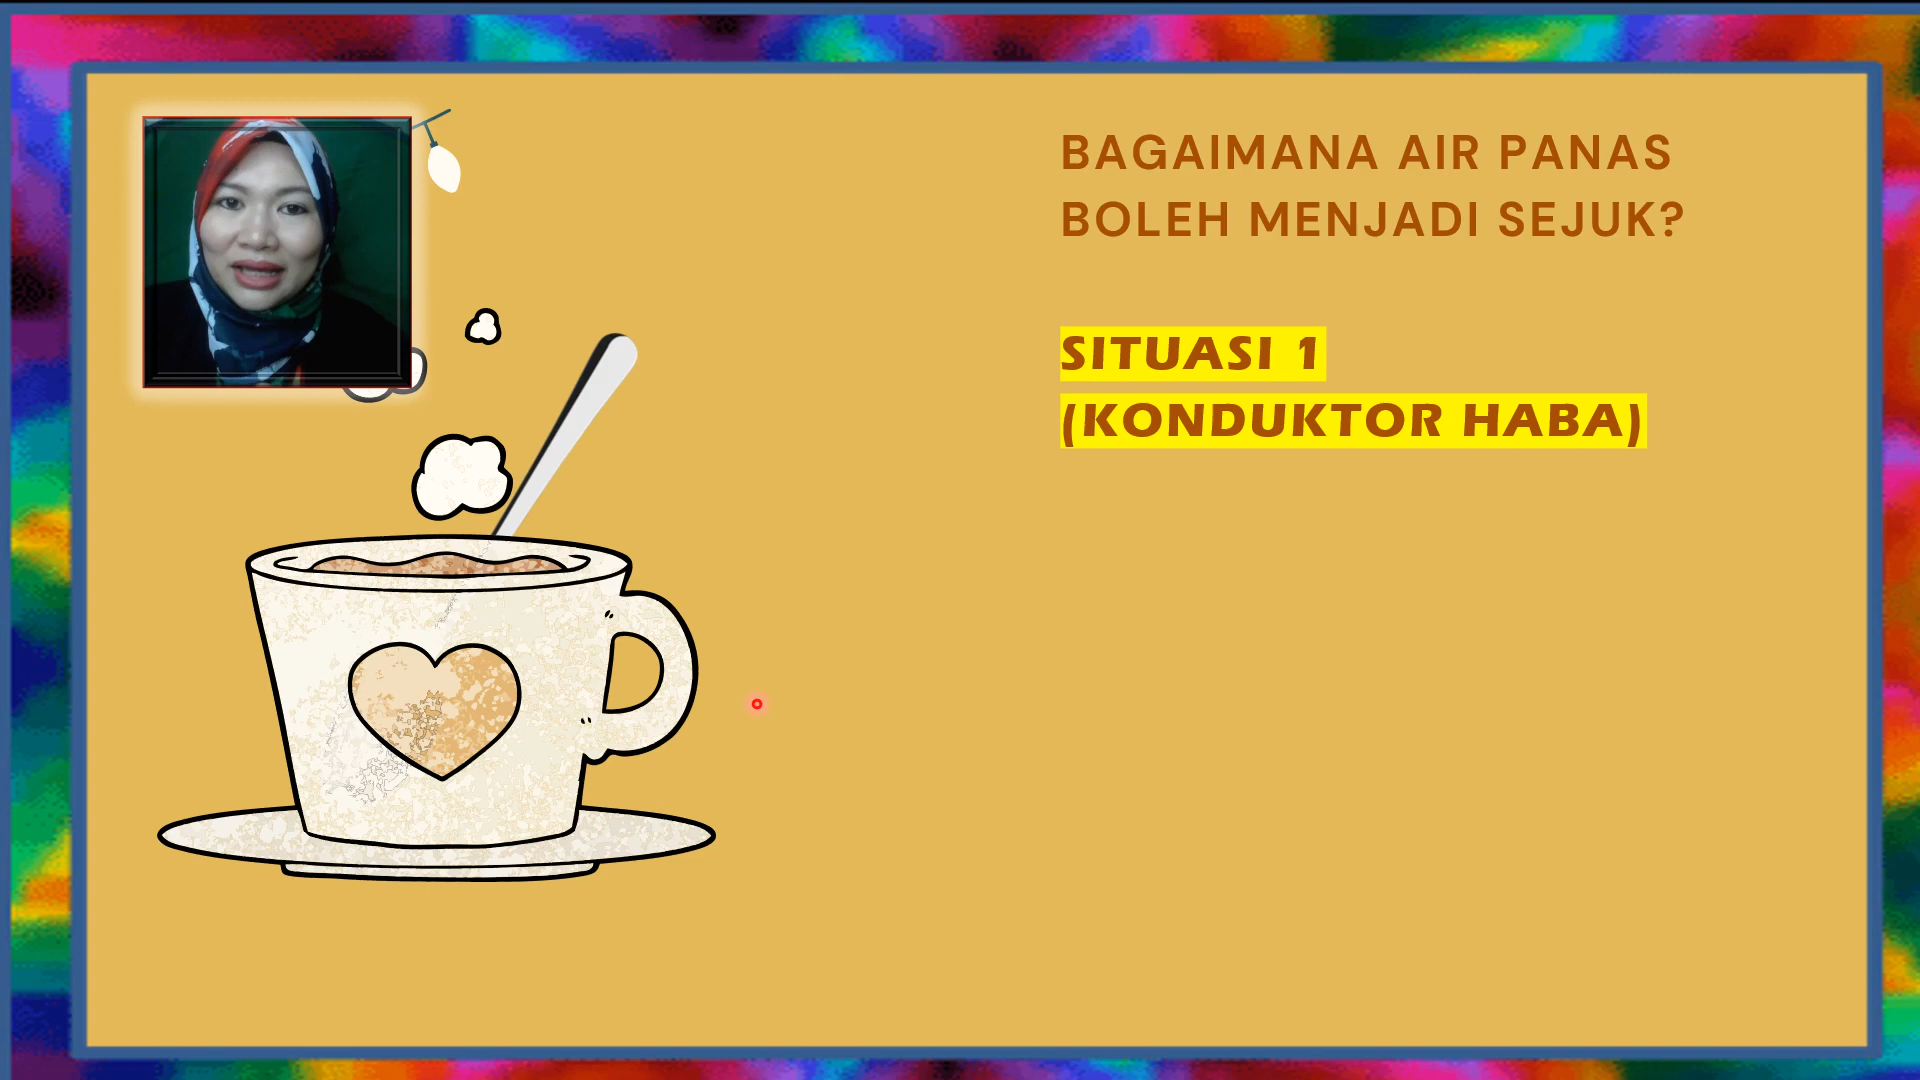 BAGAIMANA AIR PANAS
BOLEH MENJADI SEJUK?
SITUASI 1
(KONDUKTOR HABA)